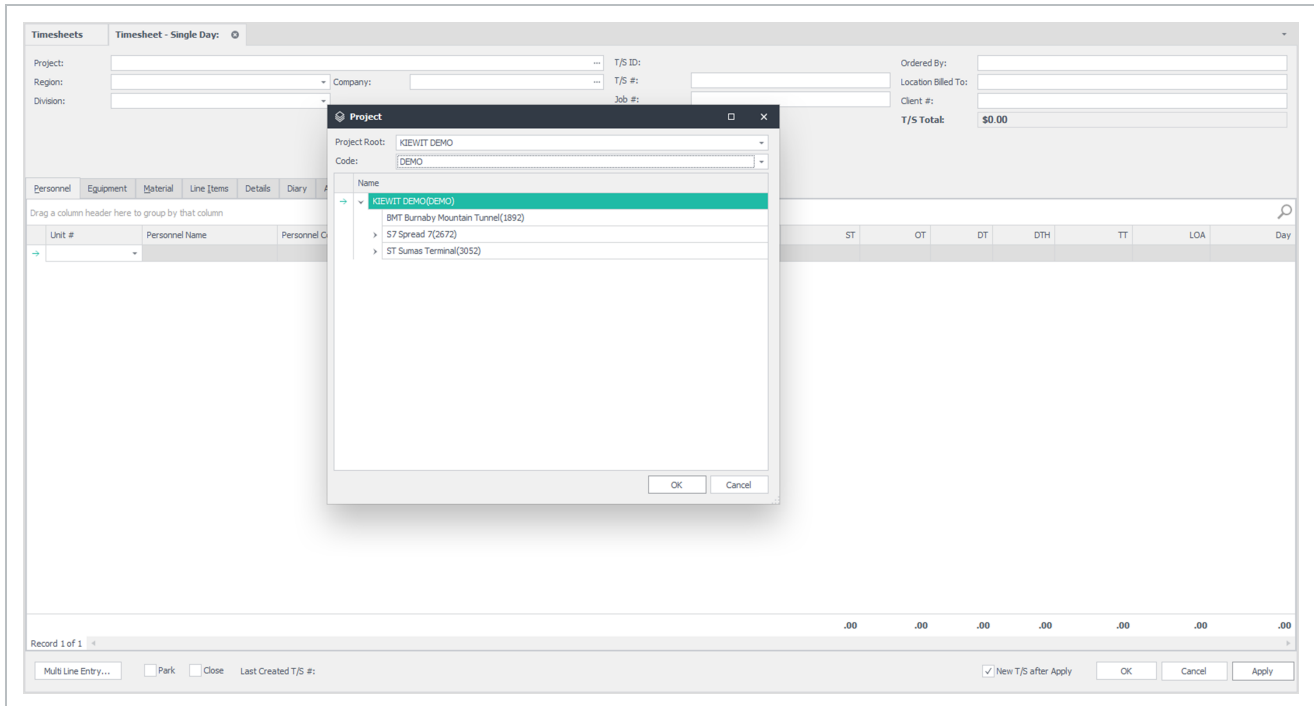 Timesheets Timesheet - Single Day:
Project: ... T/S ID: Ordered By:
Region: Company: ... T/S #: Location Billed To:
Division: Job #: Client #:
T/S Total: $0.00
Project
Project Root: KIEWIT DEMO
Code: DEMO
Name
KIEWIT DEMO(DEMO)
BMT Burnaby Mountain Tunnel(1892)
S7 Spread 7(2672)
ST Sumas Terminal(3052)
OK Cancel
Personnel Equipment Material Line Items Details Diary
Drag a column header here to group by that column
Unit # Personnel Name Personnel ST OT DT DTH TT LOA Day
.00 .00 .00 .00 .00 .00 .00
Record 1 of 1
Multi Line Entry... Park Close Last Created T/S #: New T/S after Apply OK Cancel Apply